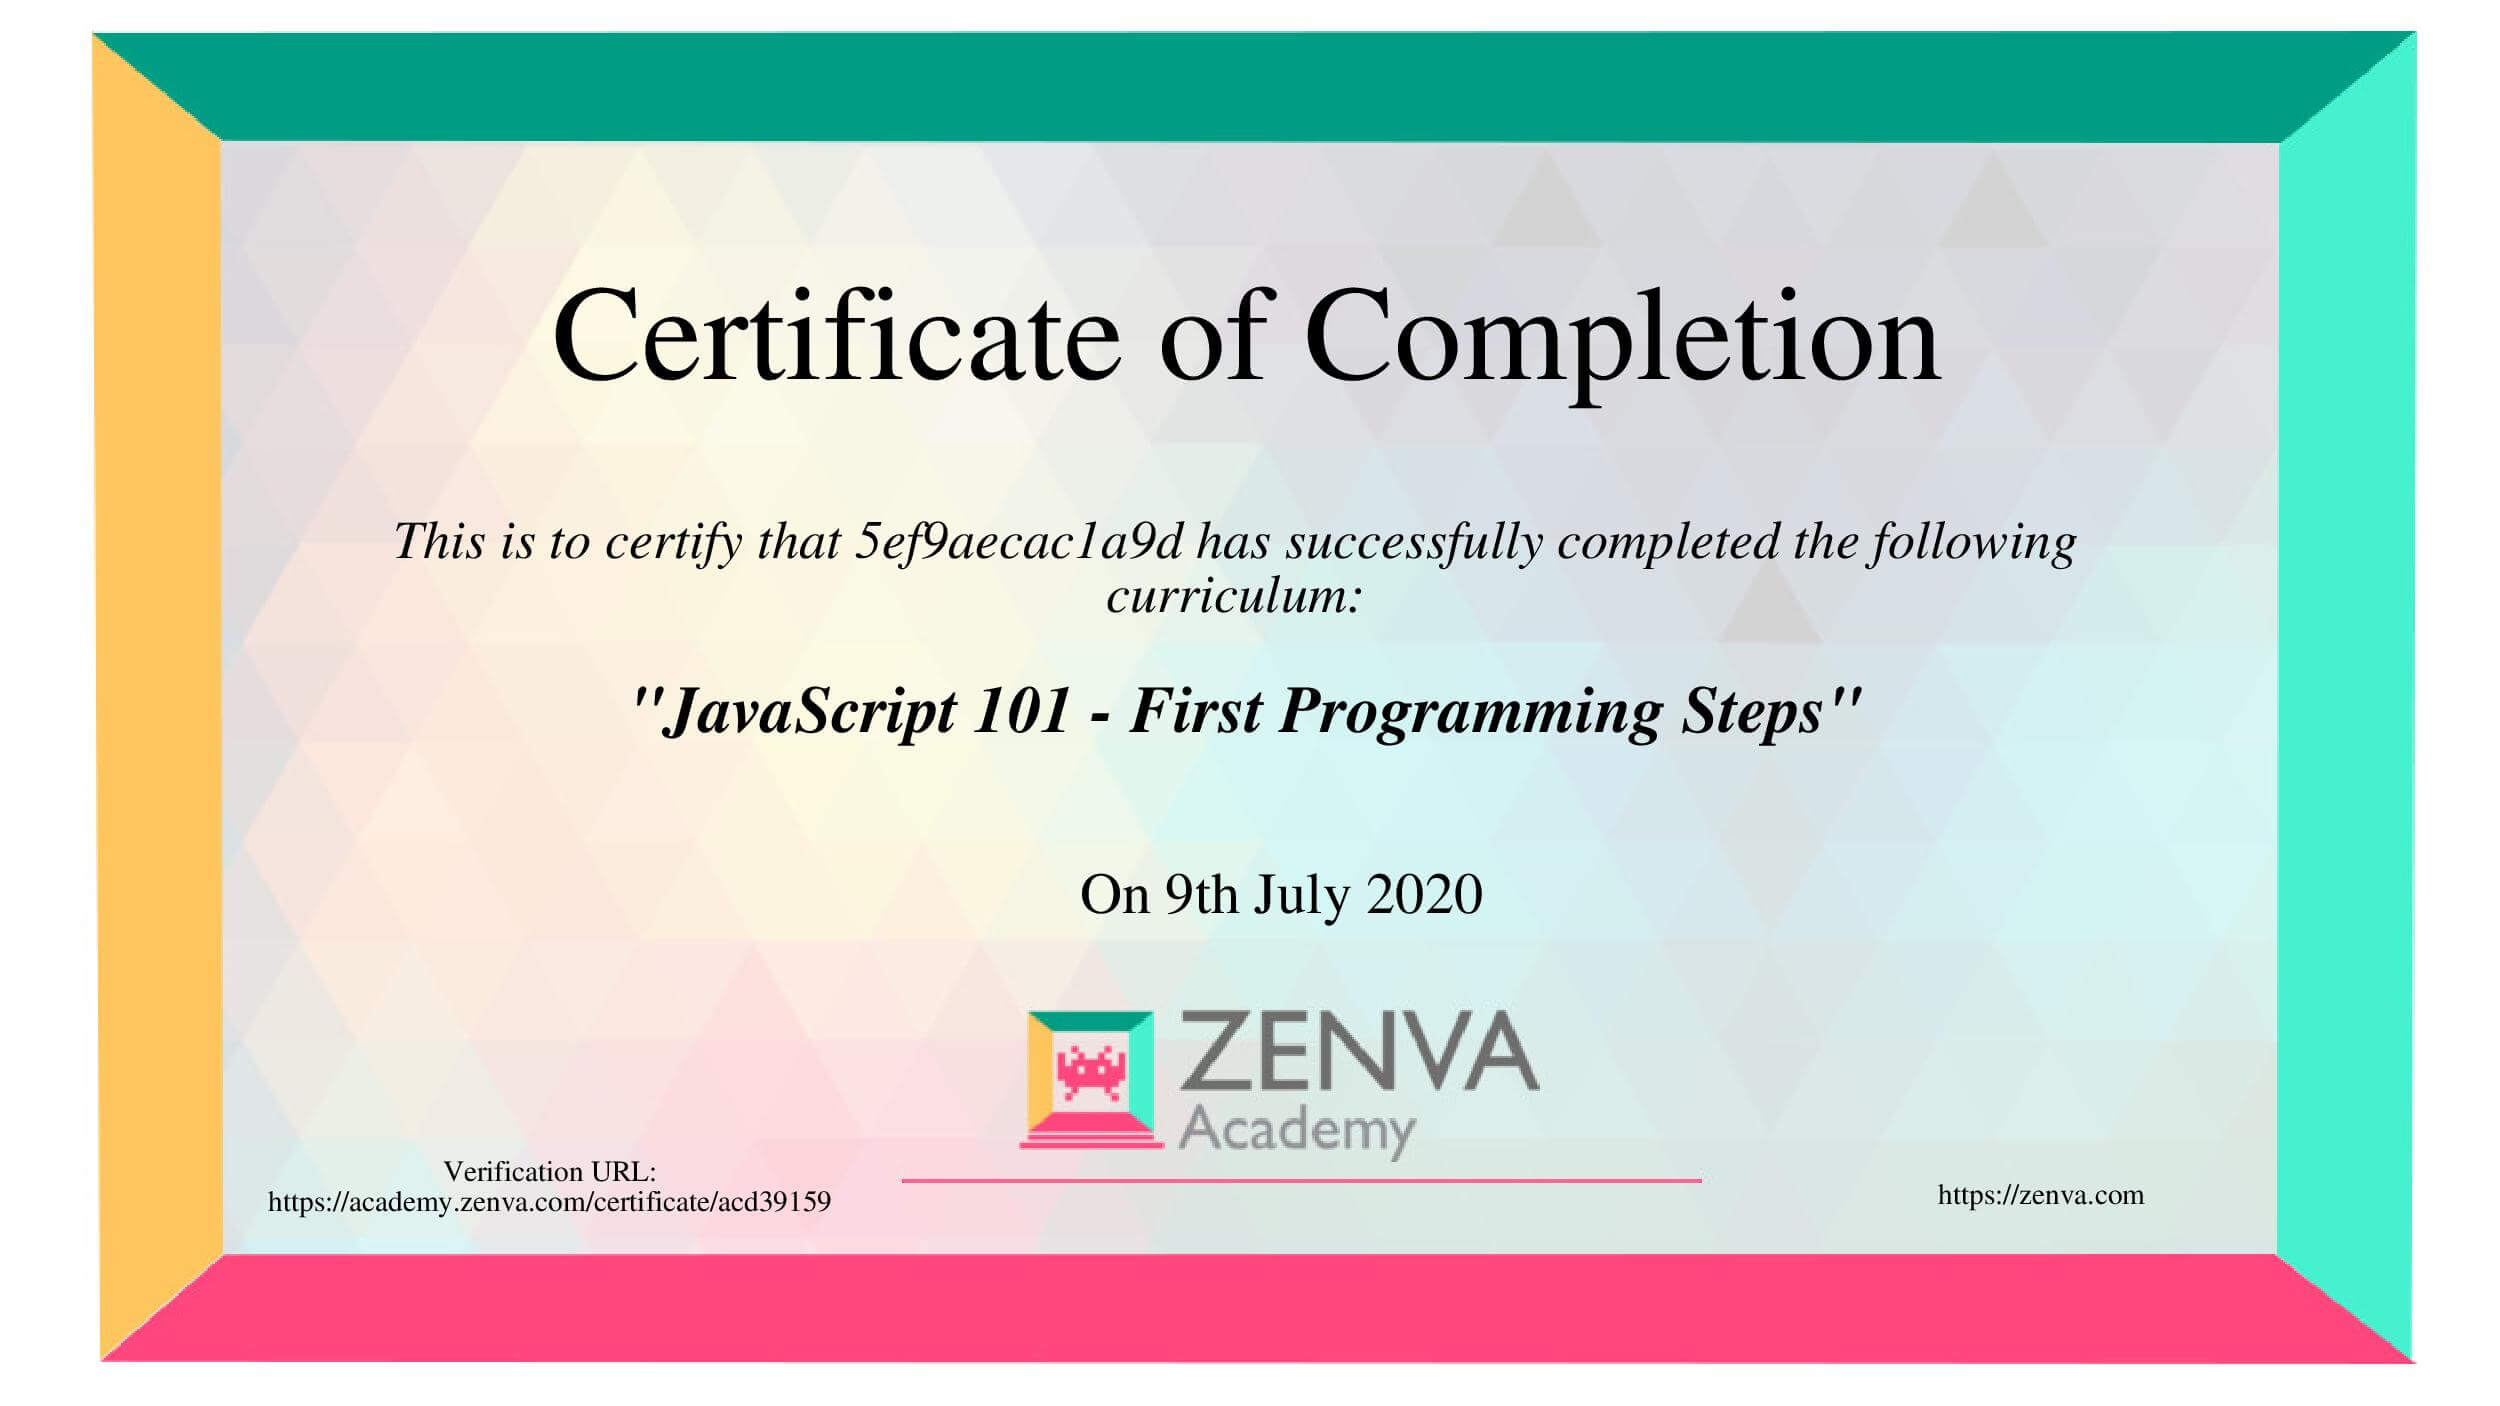 Certificate of Completion
This is to certify that 5ef9aecac1a9d has successfully completed the following
curriculum:
"JavaScript 101 - First Programming Steps"
On 9th July 2020
ZENVA
Academy
Verification URL:
https://academy.zenva.com/certificate/acd39159
https://zenva.com